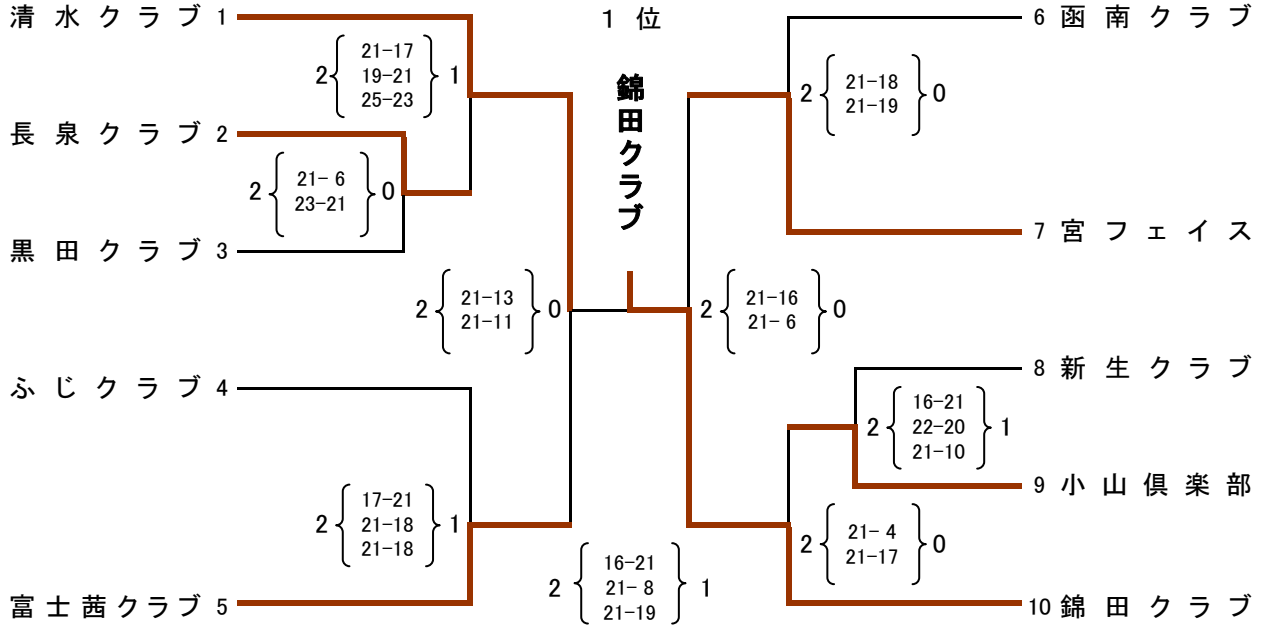 清水クラブ 1
2 21-17 1
19-21
25-23
長泉クラブ 2
2 21- 6 0
23-21
黒田クラブ 3
2 21-13 0
21-11
ふじクラブ 4
2 17-21 1
21-18
21-18
富士茜クラブ 5
1 位
錦田クラブ
2 16-21 1
21- 8
21-19
6 函南クラブ
2 21-18 0
21-19
7 宮フェイス
2 21-16 0
21- 6
8 新生クラブ
2 16-21 1
22-20
21-10
9 小山倶楽部
2 21- 4 0
21-17
10 錦田クラブ